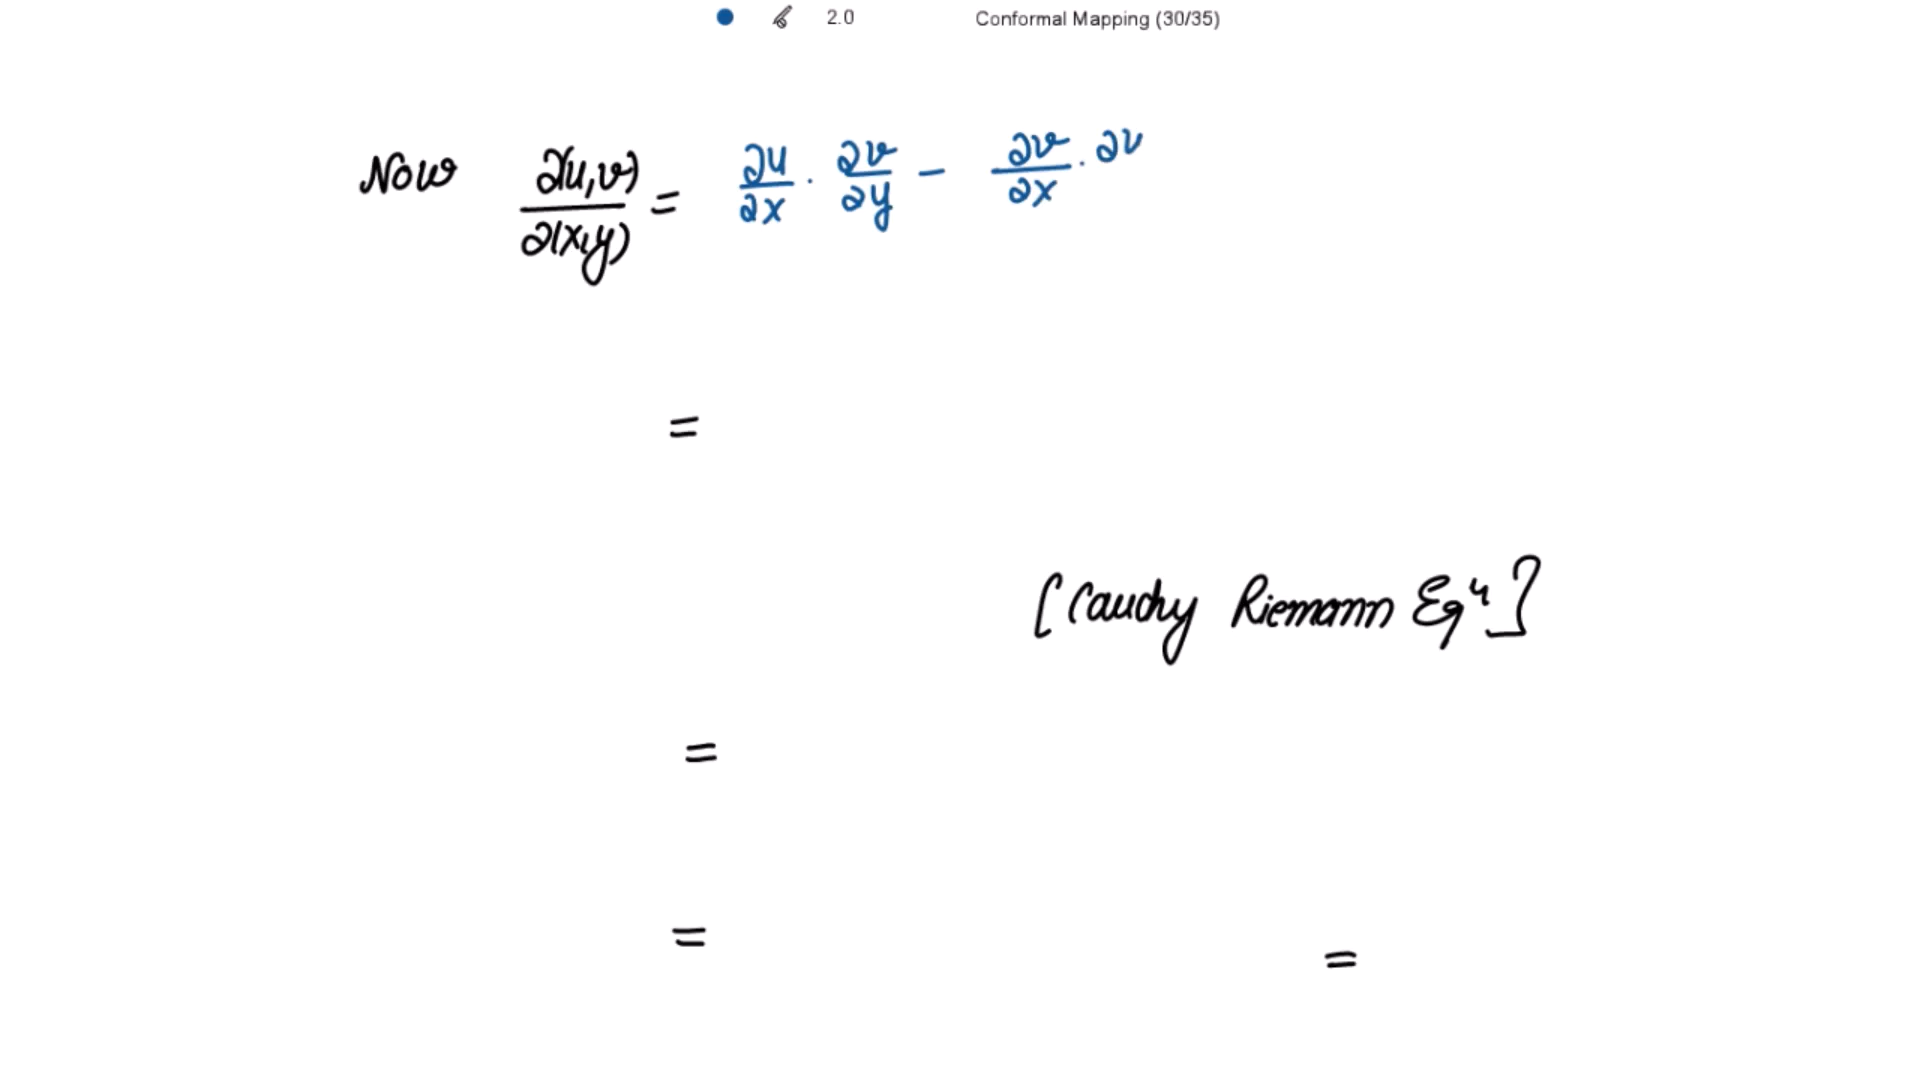 2.0 Conformal Mapping (30/35)
Now ∂(u,v)/∂(x,y) = ∂u/∂x · ∂v/∂y − ∂v/∂x · ∂u
=
[Cauchy Riemann Eqⁿ]
=
= =